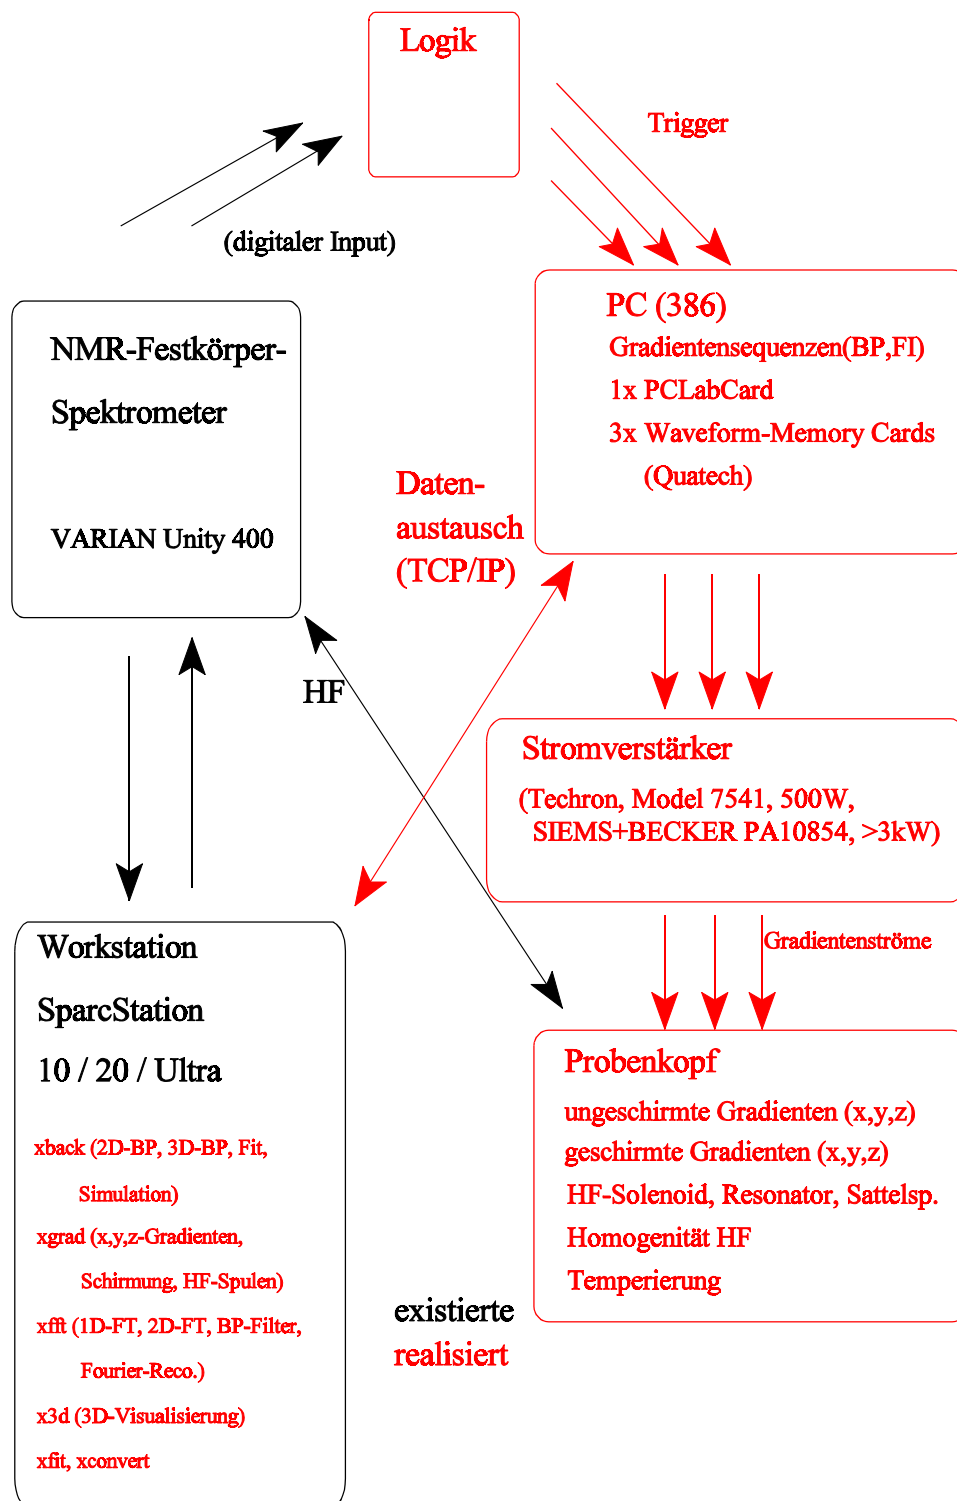 Logik
Trigger
(digitaler Input)
NMR-Festkörper-
Spektrometer
VARIAN Unity 400
PC (386)
Gradientensequenzen(BP,FI)
1x PCLabCard
3x Waveform-Memory Cards
(Quatech)
Daten-
austausch
(TCP/IP)
HF
Stromverstärker
(Techron, Model 7541, 500W,
SIEMS+BECKER PA10854, >3kW)
Gradientenströme
Workstation
SparcStation
10 / 20 / Ultra
xback (2D-BP, 3D-BP, Fit,
Simulation)
xgrad (x,y,z-Gradienten,
Schirmung, HF-Spulen)
xfft (1D-FT, 2D-FT, BP-Filter,
Fourier-Reco.)
x3d (3D-Visualisierung)
xfit, xconvert
Probenkopf
ungeschirmte Gradienten (x,y,z)
geschirmte Gradienten (x,y,z)
HF-Solenoid, Resonator, Sattelsp.
Homogenität HF
Temperierung
existierte
realisiert